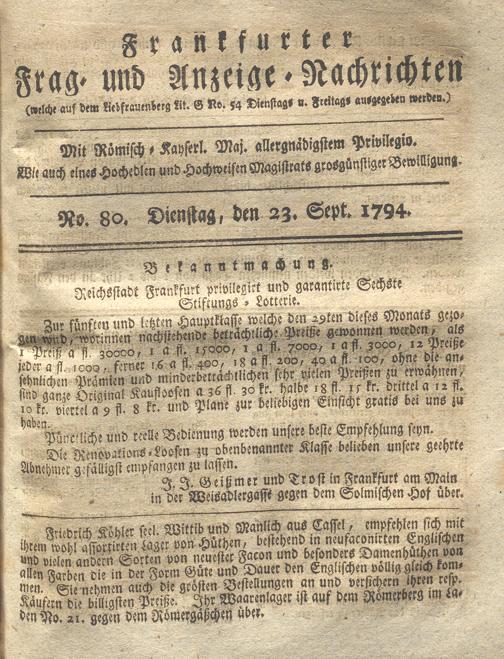 Frankfurter
Frag- und Anzeige-Nachrichten
(welche auf dem Liebfrauenberg Lit. G No. 54 Dienstags u. Freitags ausgegeben werden.)
Mit Römisch-Kayserl. Maj. allergnädigstem Privilegio.
Wie auch eines Hochedlen und Hochweisen Magistrats grosgünstiger Bewilligung.
No. 80. Dienstag, den 23. Sept. 1794.
Bekanntmachung.
Reichsstadt Frankfurt privilegirt und garantirte Sechste
Stiftungs-Lotterie.
Zur fünften und letzten Hauptklasse welche den 29ten dieses Monats gezo-
gen wird, worinnen nachstehende beträchtliche Preiße gewonnen werden, als
1 Preiß a fl. 30000, 1 a fl. 15000, 1 a fl. 7000, 1 a fl. 3000, 12 Preiße
jeder a fl. 1000, ferner 16 a fl. 400, 18 a fl. 200, 40 a fl. 100, ohne die an-
sehnlichen Prämien und minderbeträchtlichen sehr vielen Preißen zu erwähnen,
sind ganze Original Kaufloosen a 36 fl. 30 kr. halbe 18 fl. 15 kr. drittel a 12 fl.
10 kr. viertel a 9 fl. 8 kr. und Plane zur beliebigen Einsicht gratis bei uns zu
haben.
Pünctliche und reelle Bedienung werden unsere beste Empfehlung seyn.
Die Renovations-Loosen zu obenbenannter Klasse belieben unsere geehrte
Abnehmer gefälligst empfangen zu lassen.
J. J. Geißmer und Trost in Frankfurt am Main
in der Weisadlergasse gegen dem Solmischen Hof über.
Friedrich Köhler seel. Wittib und Mänlich aus Cassel, empfehlen sich mit
ihrem wohl assortirten Lager von Hüthen, bestehend in neufaconirten Englischen
und vielen andern Sorten von neuester Facon und besonders Damenhüthen von
allen Farben die in der Form Güte und Dauer den Englischen völlig gleich kom-
men. Sie nehmen auch die grösten Bestellungen an und versichern ihren resp.
Käufern die billigsten Preiße. Ihr Waarenlager ist auf dem Römerberg im La-
den No. 21. gegen dem Römergäßchen über.